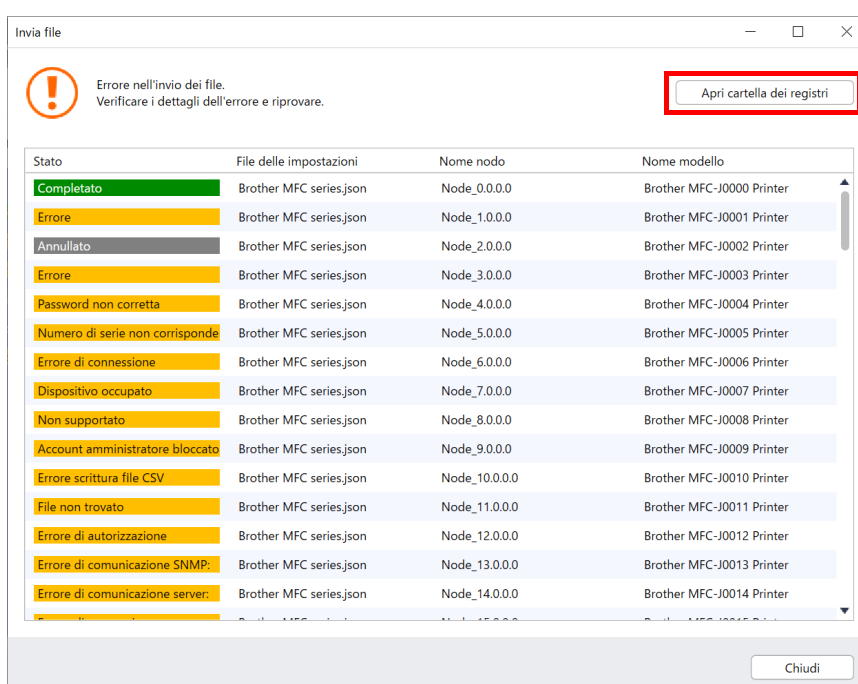 Invia file
Errore nell'invio dei file.
Verificare i dettagli dell'errore e riprovare.
Apri cartella dei registri
Stato File delle impostazioni Nome nodo Nome modello
Completato Brother MFC series.json Node_0.0.0.0 Brother MFC-J0000 Printer
Errore Brother MFC series.json Node_1.0.0.0 Brother MFC-J0001 Printer
Annullato Brother MFC series.json Node_2.0.0.0 Brother MFC-J0002 Printer
Errore Brother MFC series.json Node_3.0.0.0 Brother MFC-J0003 Printer
Password non corretta Brother MFC series.json Node_4.0.0.0 Brother MFC-J0004 Printer
Numero di serie non corrisponde Brother MFC series.json Node_5.0.0.0 Brother MFC-J0005 Printer
Errore di connessione Brother MFC series.json Node_6.0.0.0 Brother MFC-J0006 Printer
Dispositivo occupato Brother MFC series.json Node_7.0.0.0 Brother MFC-J0007 Printer
Non supportato Brother MFC series.json Node_8.0.0.0 Brother MFC-J0008 Printer
Account amministratore bloccato Brother MFC series.json Node_9.0.0.0 Brother MFC-J0009 Printer
Errore scrittura file CSV Brother MFC series.json Node_10.0.0.0 Brother MFC-J0010 Printer
File non trovato Brother MFC series.json Node_11.0.0.0 Brother MFC-J0011 Printer
Errore di autorizzazione Brother MFC series.json Node_12.0.0.0 Brother MFC-J0012 Printer
Errore di comunicazione SNMP: Brother MFC series.json Node_13.0.0.0 Brother MFC-J0013 Printer
Errore di comunicazione server: Brother MFC series.json Node_14.0.0.0 Brother MFC-J0014 Printer
Chiudi